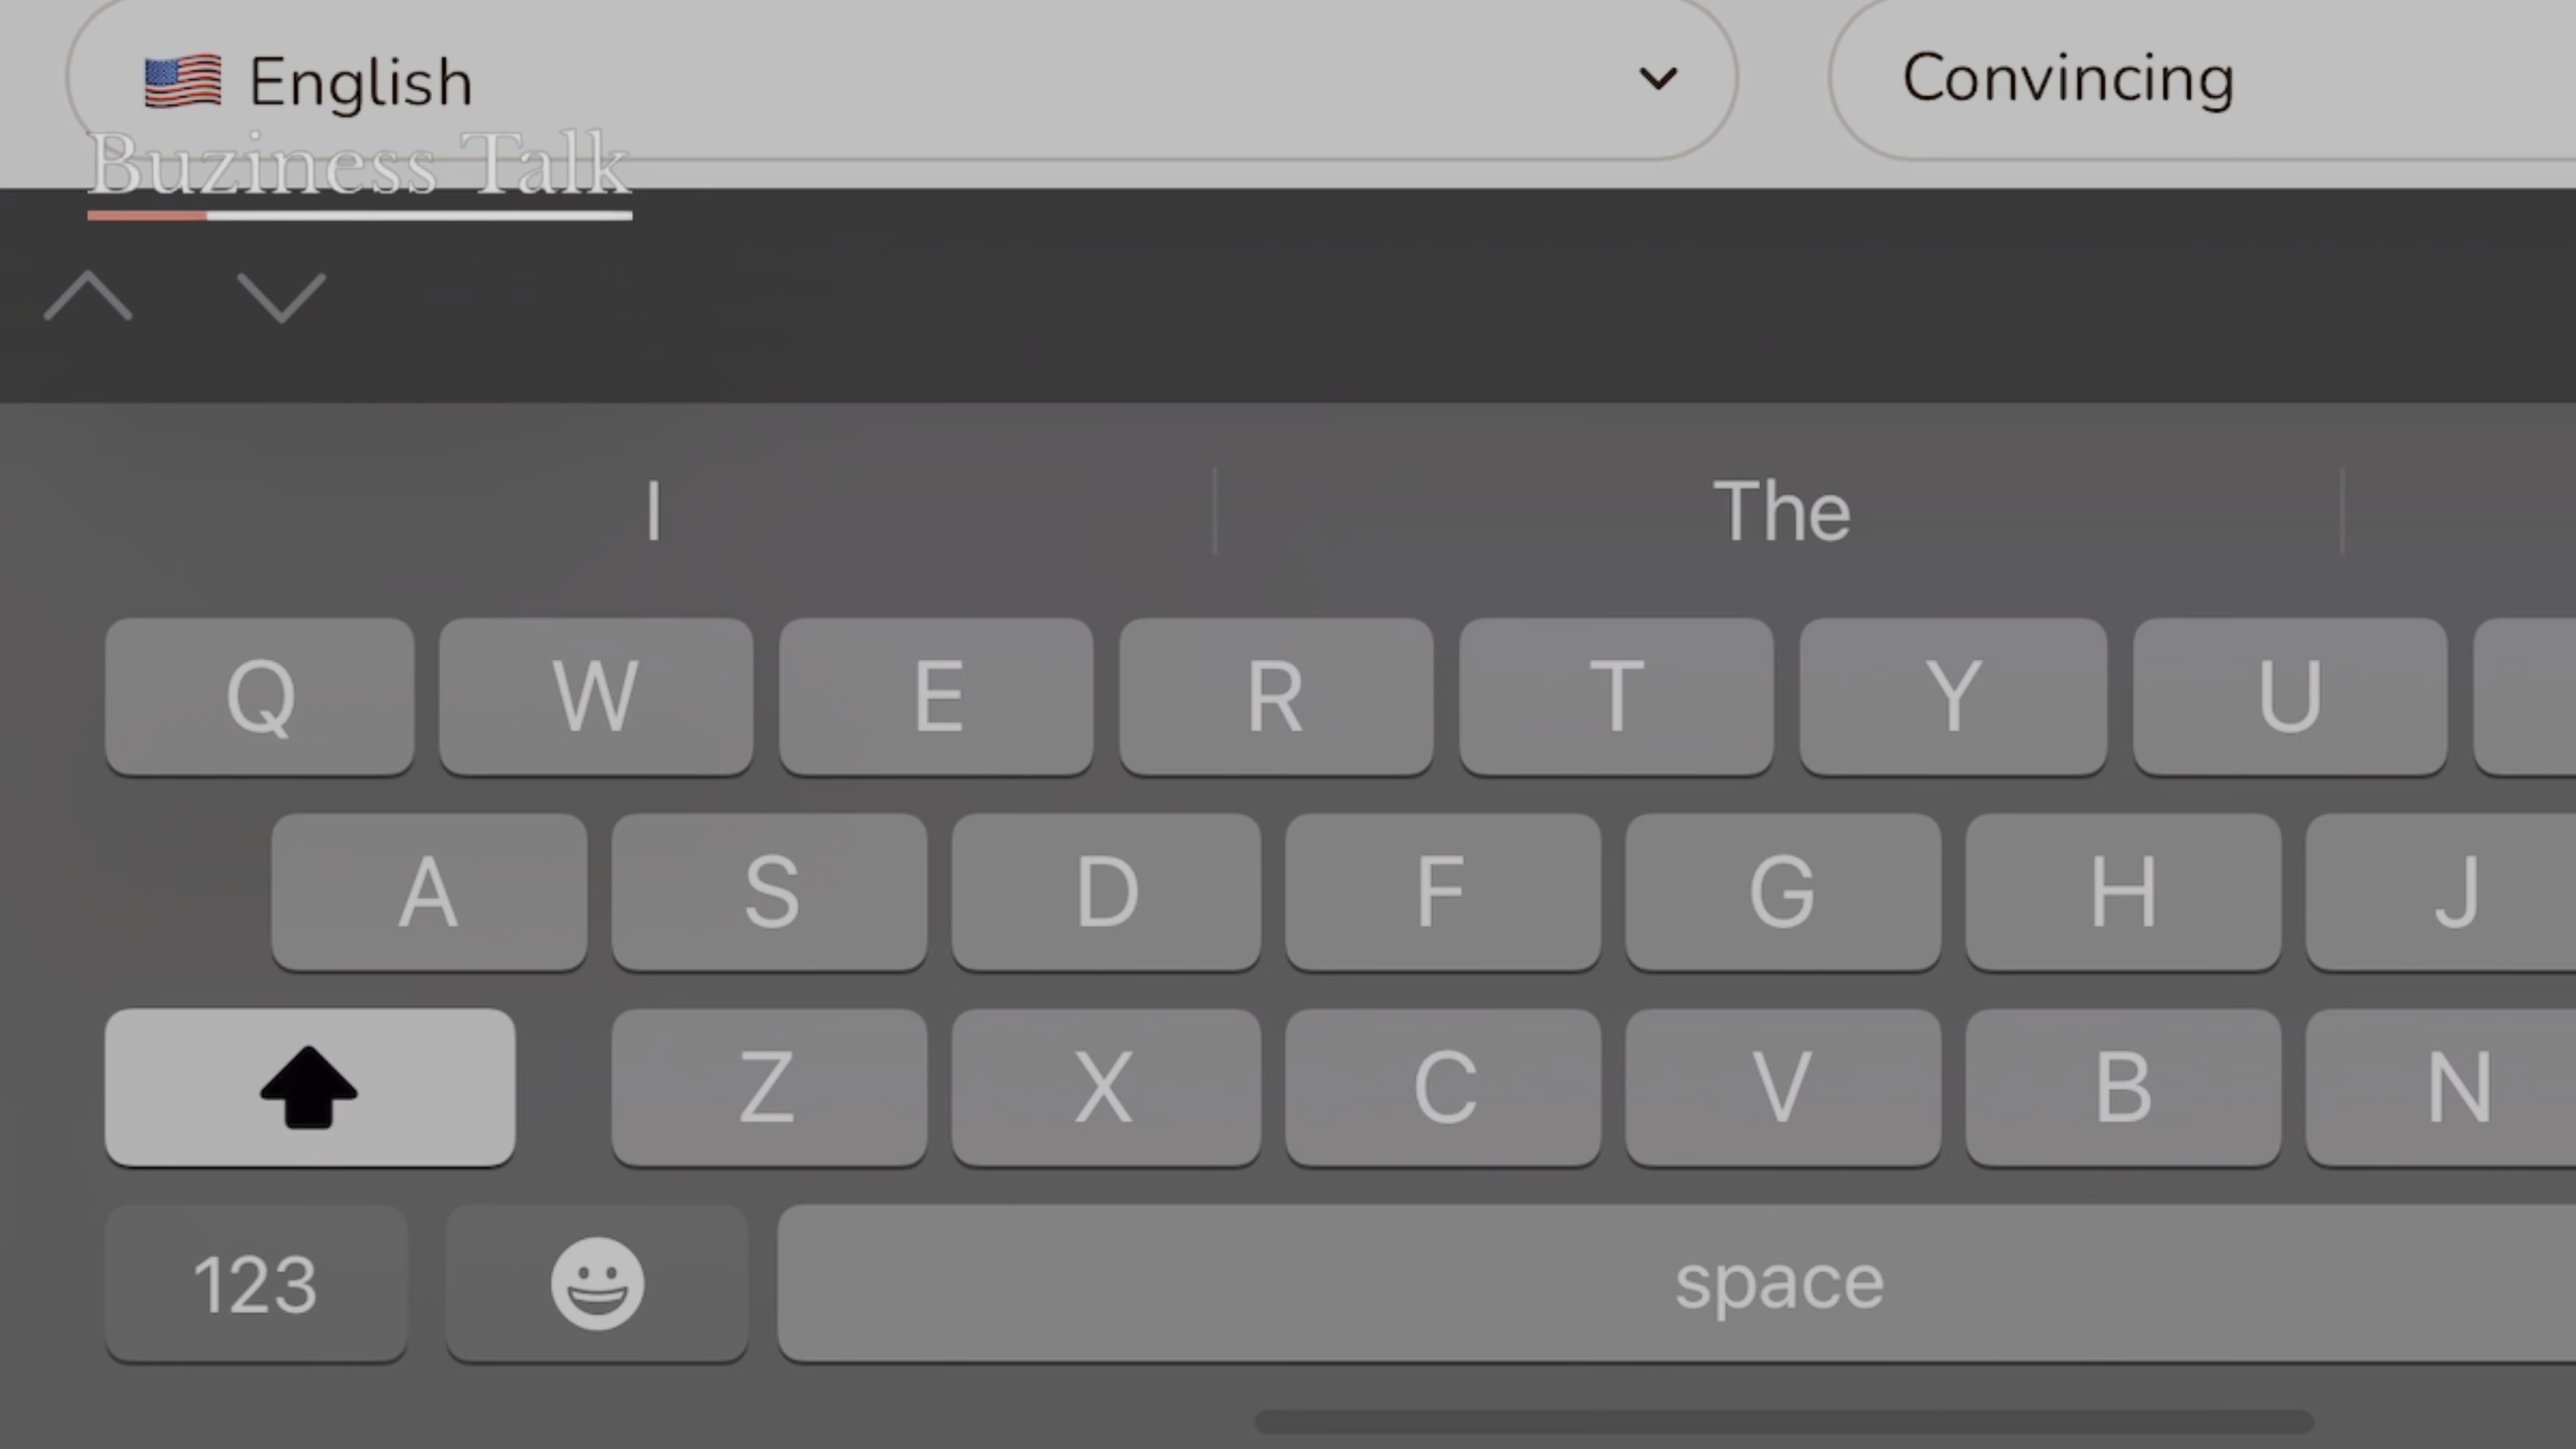 English
Convincing
Buziness Talk
I The
Q W E R T Y U
A S D F G H J
Z X C V B N
123 space